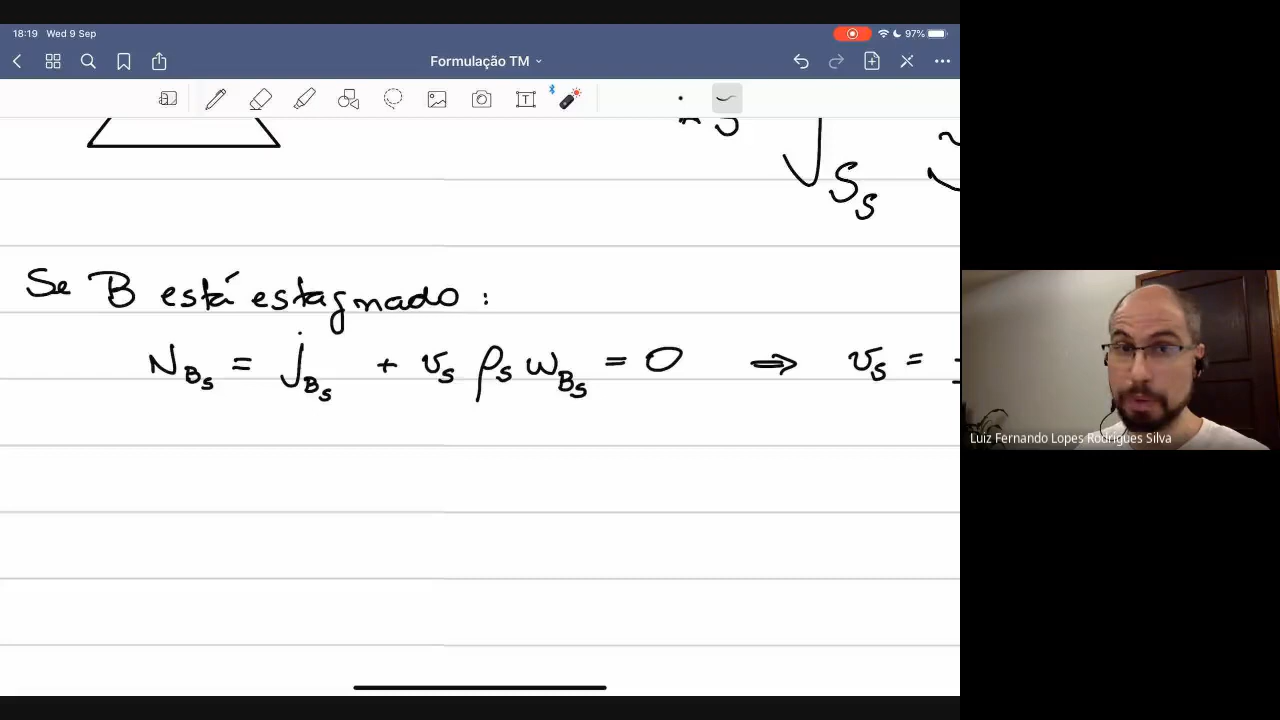 18:19 Wed 9 Sep 97%
Formulação TM
S_s
Se B está estagnado :
N_{B_s} = j_{B_s} + v_s ρ_s ω_{B_s} = 0 ⇒ v_s =
Luiz Fernando Lopes Rodrigues Silva